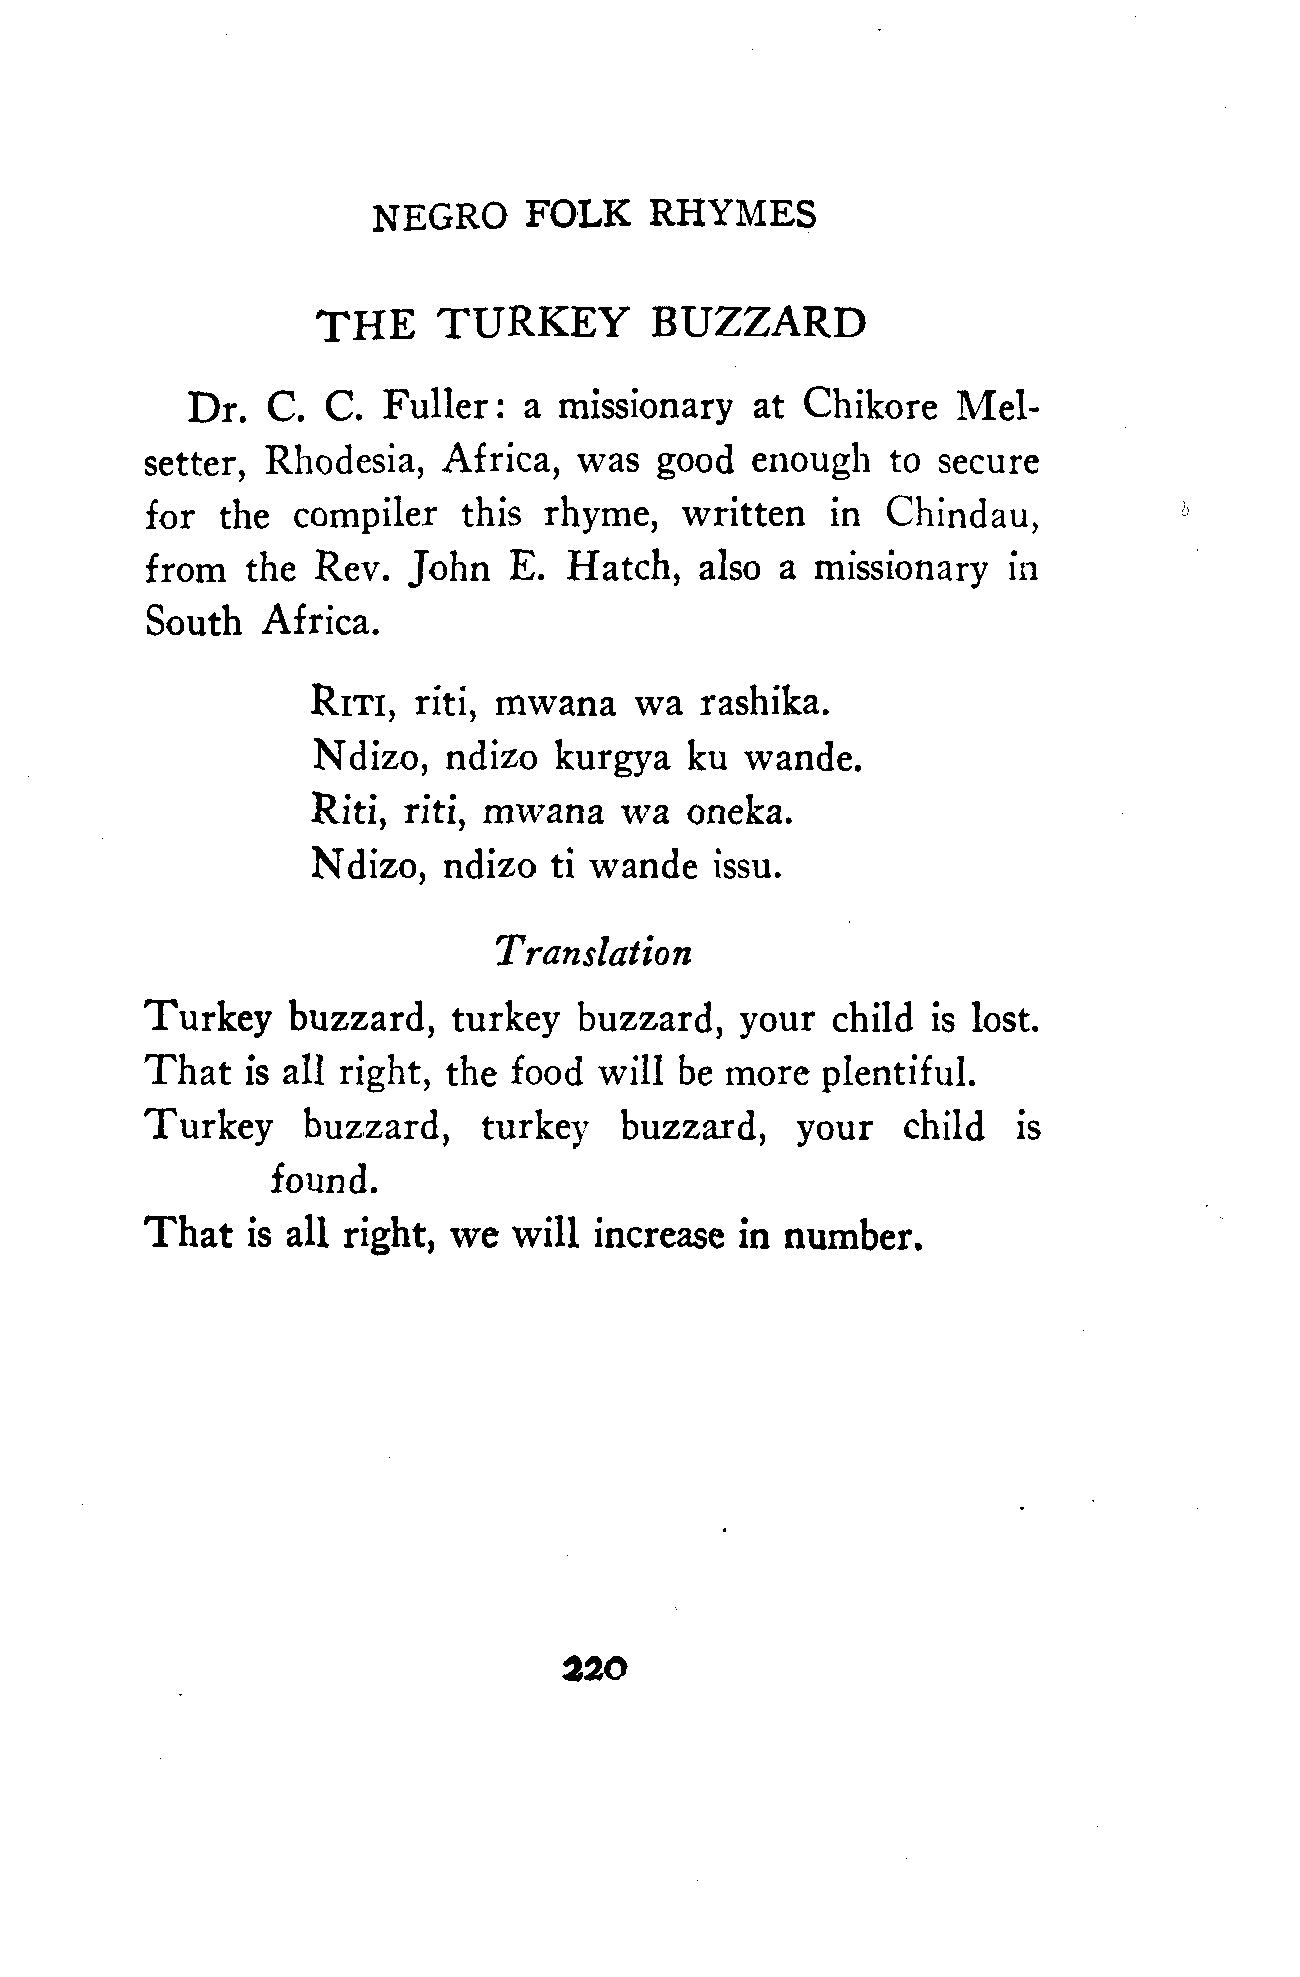 NEGRO FOLK RHYMES
THE TURKEY BUZZARD
Dr. C. C. Fuller: a missionary at Chikore Mel-
setter, Rhodesia, Africa, was good enough to secure
for the compiler this rhyme, written in Chindau,
from the Rev. John E. Hatch, also a missionary in
South Africa.
RITI, riti, mwana wa rashika.
Ndizo, ndizo kurgya ku wande.
Riti, riti, mwana wa oneka.
Ndizo, ndizo ti wande issu.
Translation
Turkey buzzard, turkey buzzard, your child is lost.
That is all right, the food will be more plentiful.
Turkey buzzard, turkey buzzard, your child is
found.
That is all right, we will increase in number.
220